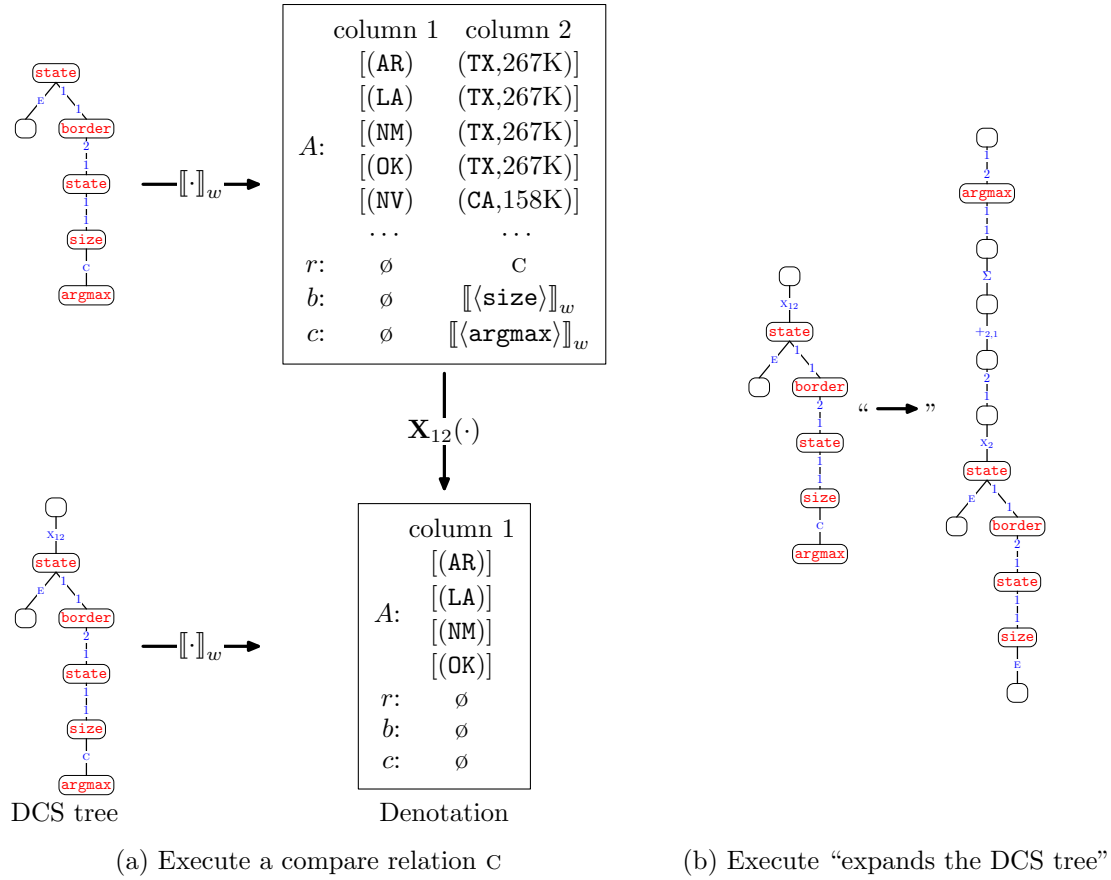 column 1 column 2
[(AR) (TX,267K)]
[(LA) (TX,267K)]
[(NM) (TX,267K)]
A:
[(OK) (TX,267K)]
[(NV) (CA,158K)]
... ...
r: ø C
b: ø ⟦⟨size⟩⟧w
c: ø ⟦⟨argmax⟩⟧w
state
E 1 1
border
2
1
state
1
1
size
C
argmax
⟦·⟧w
X12(·)
column 1
[(AR)]
[(LA)]
A:
[(NM)]
[(OK)]
r: ø
b: ø
c: ø
X12
state
E 1 1
border
2
1
state
1
1
size
C
argmax
⟦·⟧w
DCS tree
Denotation
(a) Execute a compare relation C
X12
state
E 1 1
border
2
1
state
1
1
size
C
argmax
“ ”
1
2
argmax
1
1
Σ
+2,1
2
1
X2
state
E 1 1
border
2
1
state
1
1
size
E
(b) Execute “expands the DCS tree”